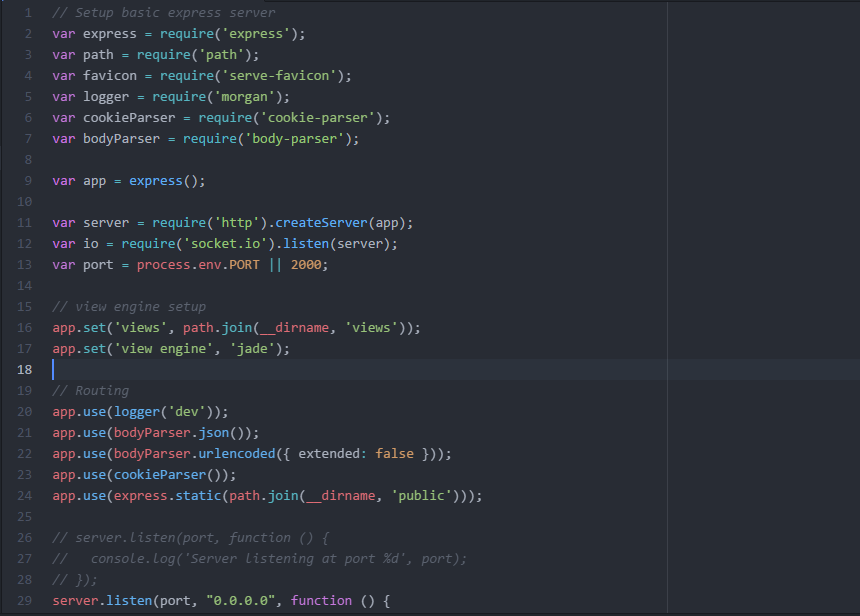 1 // Setup basic express server
2 var express = require('express');
3 var path = require('path');
4 var favicon = require('serve-favicon');
5 var logger = require('morgan');
6 var cookieParser = require('cookie-parser');
7 var bodyParser = require('body-parser');
8
9 var app = express();
10
11 var server = require('http').createServer(app);
12 var io = require('socket.io').listen(server);
13 var port = process.env.PORT || 2000;
14
15 // view engine setup
16 app.set('views', path.join(__dirname, 'views'));
17 app.set('view engine', 'jade');
18
19 // Routing
20 app.use(logger('dev'));
21 app.use(bodyParser.json());
22 app.use(bodyParser.urlencoded({ extended: false }));
23 app.use(cookieParser());
24 app.use(express.static(path.join(__dirname, 'public')));
25
26 // server.listen(port, function () {
27 //   console.log('Server listening at port %d', port);
28 // });
29 server.listen(port, "0.0.0.0", function () {